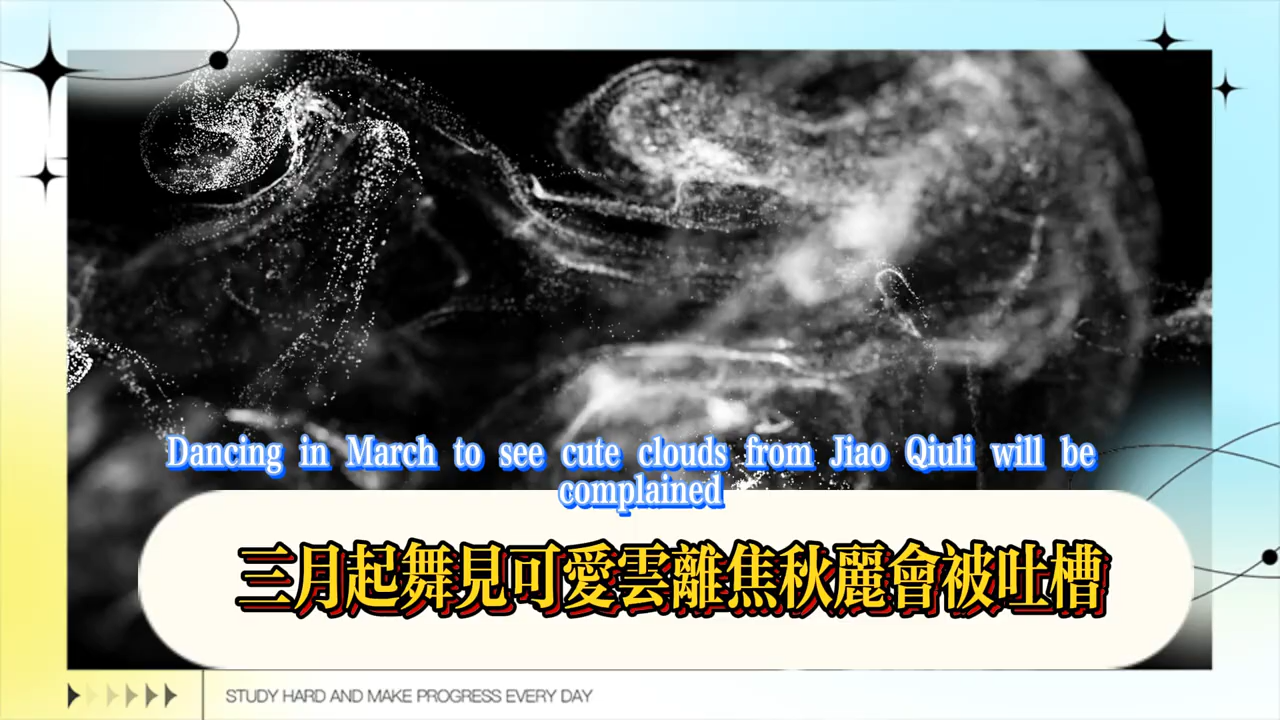 Dancing in March to see cute clouds from Jiao Qiuli will be
complained
三月起舞見可愛雲離焦秋麗會被吐槽
STUDY HARD AND MAKE PROGRESS EVERY DAY